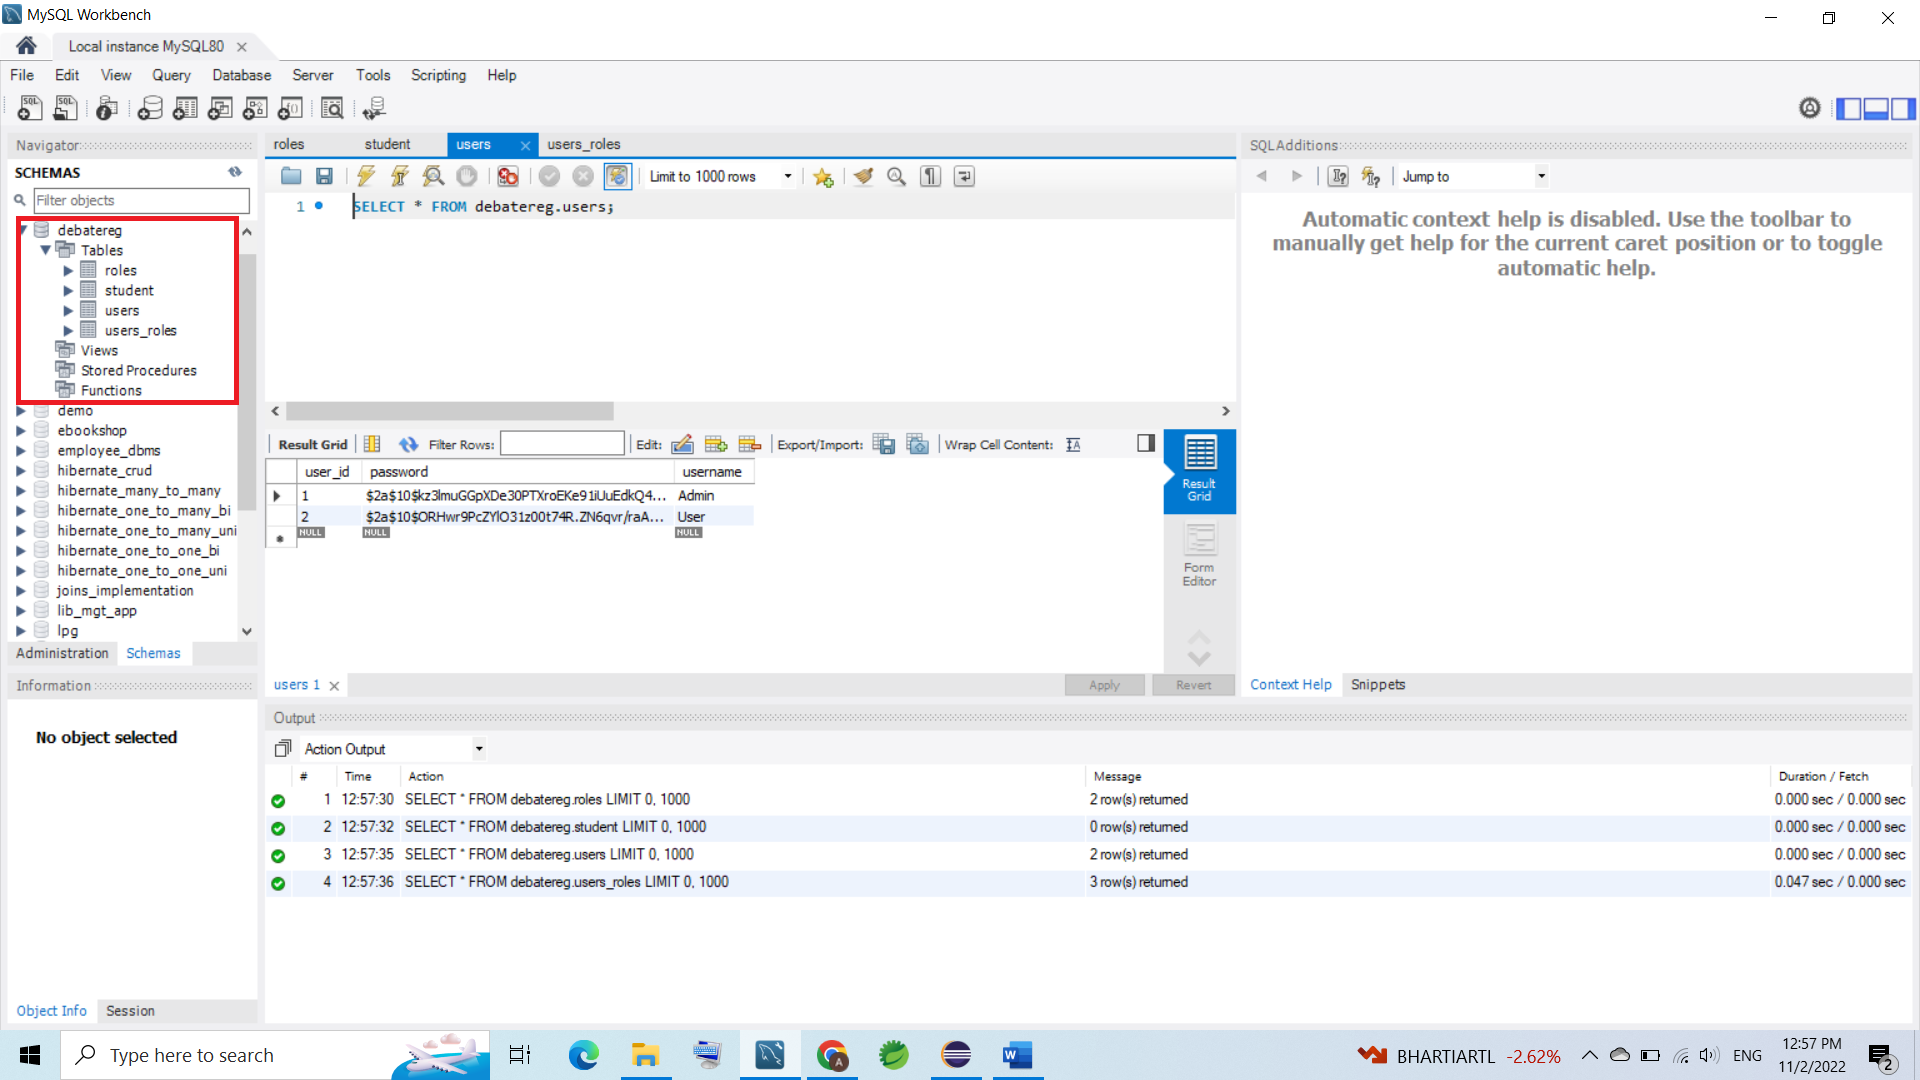 MySQL Workbench
Local instance MySQL80
File Edit View Query Database Server Tools Scripting Help
Navigator
SCHEMAS
Filter objects
debatereg
Tables
roles
student
users
users_roles
Views
Stored Procedures
Functions
demo
ebookshop
employee_dbms
hibernate_crud
hibernate_many_to_many
hibernate_one_to_many_bi
hibernate_one_to_many_uni
hibernate_one_to_one_bi
hibernate_one_to_one_uni
joins_implementation
lib_mgt_app
lpg
Administration Schemas
Information
No object selected
Object Info Session
roles student users users_roles
Limit to 1000 rows
1 SELECT * FROM debatereg.users;
Result Grid Filter Rows: Edit: Export/Import: Wrap Cell Content:
user_id password username
1 $2a$10$kz3lmuGGpXDe30PTXroEKe91iUuEdkQ4... Admin
2 $2a$10$ORHwr9PcZYlO31z00t74R.ZN6qvr/raA... User
NULL NULL NULL
Result Grid
Form Editor
users 1 Apply Revert
SQLAdditions
Jump to
Automatic context help is disabled. Use the toolbar to
manually get help for the current caret position or to toggle
automatic help.
Context Help Snippets
Output
Action Output
# Time Action Message Duration / Fetch
1 12:57:30 SELECT * FROM debatereg.roles LIMIT 0, 1000 2 row(s) returned 0.000 sec / 0.000 sec
2 12:57:32 SELECT * FROM debatereg.student LIMIT 0, 1000 0 row(s) returned 0.000 sec / 0.000 sec
3 12:57:35 SELECT * FROM debatereg.users LIMIT 0, 1000 2 row(s) returned 0.000 sec / 0.000 sec
4 12:57:36 SELECT * FROM debatereg.users_roles LIMIT 0, 1000 3 row(s) returned 0.047 sec / 0.000 sec
Type here to search
BHARTIARTL -2.62%
ENG
12:57 PM
11/2/2022
2